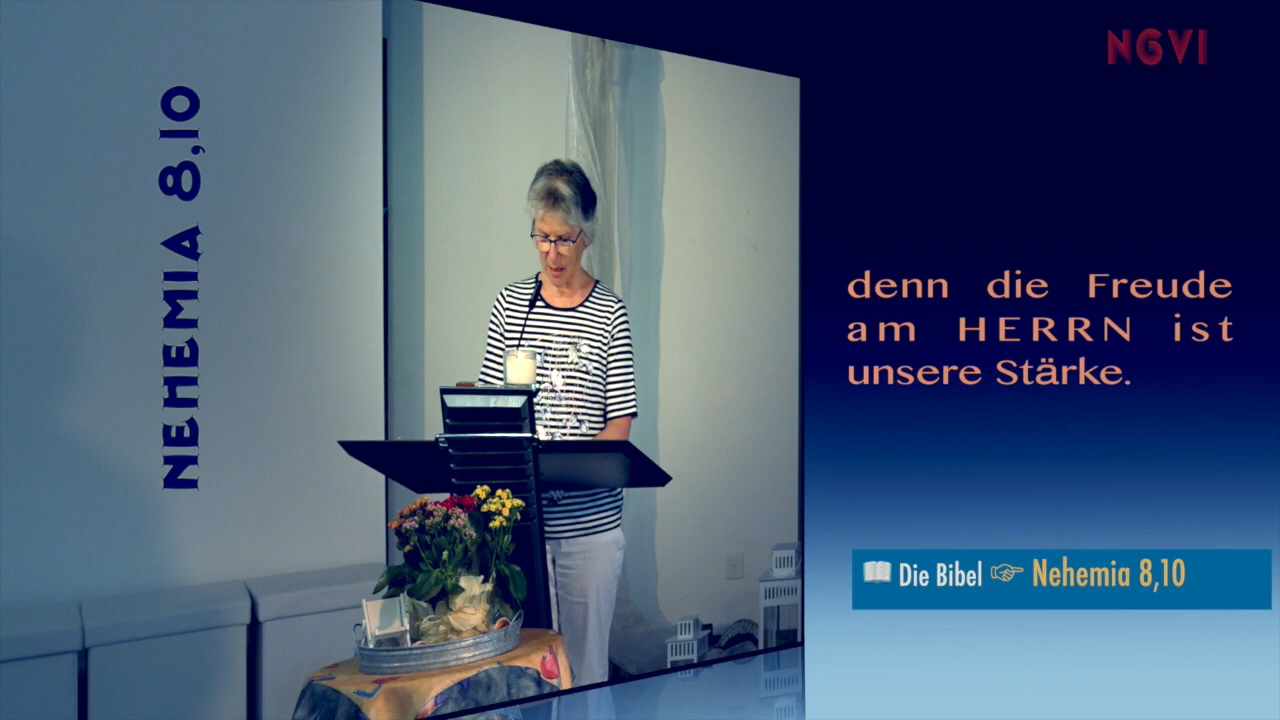 NEHEMIA 8,10
NGVI
denn die Freude
am HERRN ist
unsere Stärke.
Die Bibel Nehemia 8,10